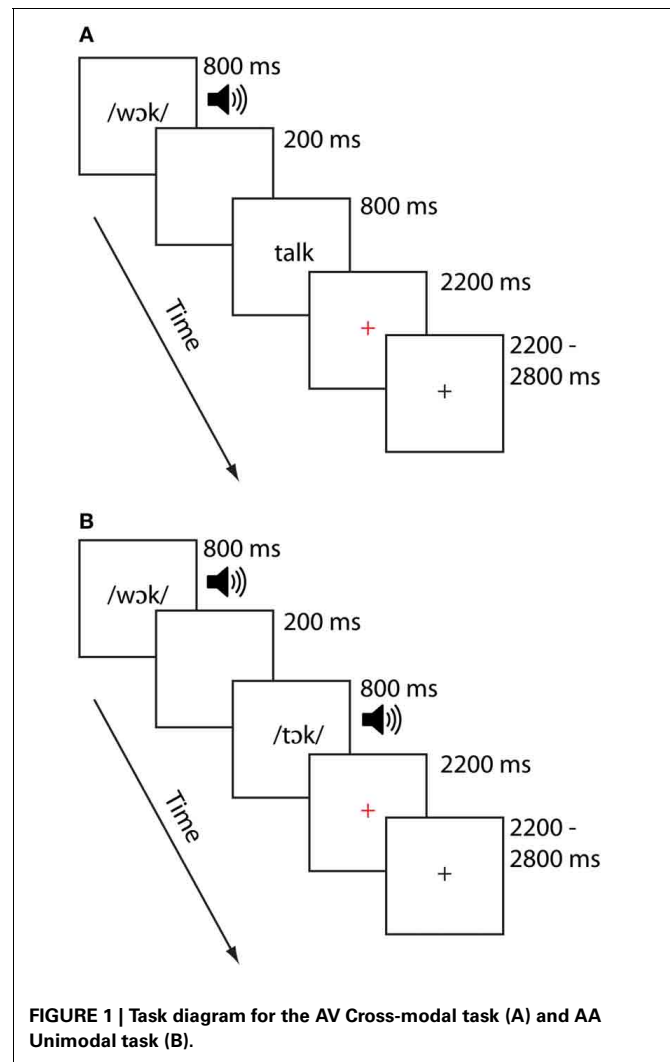 A
800 ms
/wɔk/
200 ms
800 ms
talk
2200 ms
+
2200 -
2800 ms
+
Time
B
800 ms
/wɔk/
200 ms
800 ms
/tɔk/
2200 ms
+
2200 -
2800 ms
+
Time
FIGURE 1 | Task diagram for the AV Cross-modal task (A) and AA
Unimodal task (B).